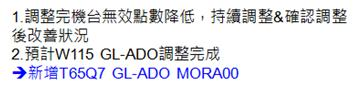 1.調整完機台無效點數降低，持續調整&確認調整
後改善狀況
2.預計W115 GL-ADO調整完成
➔新增T65Q7 GL-ADO MORA00